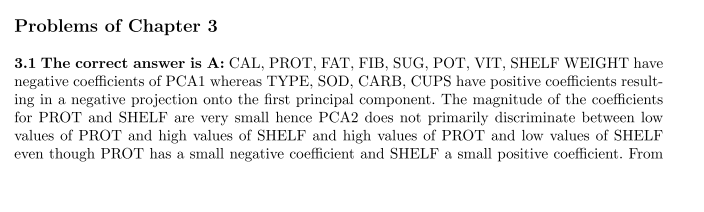 Problems of Chapter 3
3.1 The correct answer is A: CAL, PROT, FAT, FIB, SUG, POT, VIT, SHELF WEIGHT have
negative coefficients of PCA1 whereas TYPE, SOD, CARB, CUPS have positive coefficients result-
ing in a negative projection onto the first principal component. The magnitude of the coefficients
for PROT and SHELF are very small hence PCA2 does not primarily discriminate between low
values of PROT and high values of SHELF and high values of PROT and low values of SHELF
even though PROT has a small negative coefficient and SHELF a small positive coefficient. From